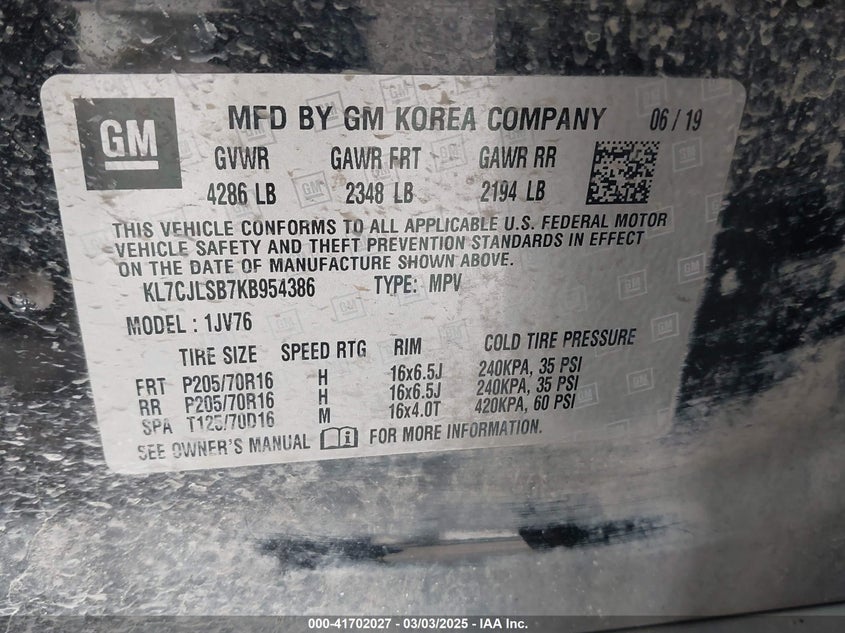 GM
MFD BY GM KOREA COMPANY 06 / 19
GVWR GAWR FRT GAWR RR
4286 LB 2348 LB 2194 LB
THIS VEHICLE CONFORMS TO ALL APPLICABLE U.S. FEDERAL MOTOR
VEHICLE SAFETY AND THEFT PREVENTION STANDARDS IN EFFECT
ON THE DATE OF MANUFACTURE SHOWN ABOVE.
KL7CJLSB7KB954386 TYPE: MPV
MODEL : 1JV76
TIRE SIZE SPEED RTG RIM COLD TIRE PRESSURE
FRT P205/70R16 H 16x6.5J 240KPA, 35 PSI
RR P205/70R16 H 16x6.5J 240KPA, 35 PSI
SPA T125/70D16 M 16x4.0T 420KPA, 60 PSI
SEE OWNER'S MANUAL FOR MORE INFORMATION.
000-41702027 - 03/03/2025 - IAA Inc.